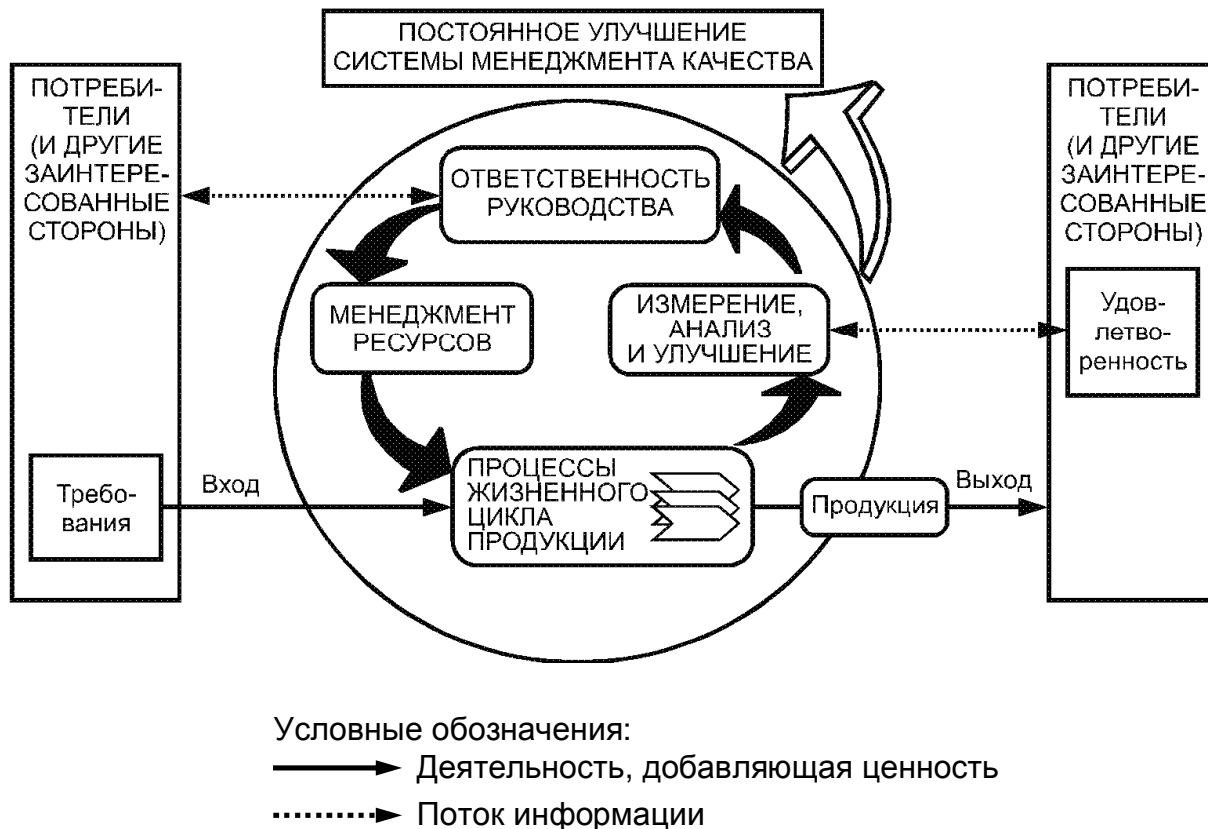 ПОСТОЯННОЕ УЛУЧШЕНИЕ
СИСТЕМЫ МЕНЕДЖМЕНТА КАЧЕСТВА
ПОТРЕБИ-
ТЕЛИ
(И ДРУГИЕ
ЗАИНТЕРЕ-
СОВАННЫЕ
СТОРОНЫ)
Требо-
вания
Вход
ОТВЕТСТВЕННОСТЬ
РУКОВОДСТВА
МЕНЕДЖМЕНТ
РЕСУРСОВ
ИЗМЕРЕНИЕ,
АНАЛИЗ
И УЛУЧШЕНИЕ
ПРОЦЕССЫ
ЖИЗНЕННОГО
ЦИКЛА
ПРОДУКЦИИ
Продукция
Выход
ПОТРЕБИ-
ТЕЛИ
(И ДРУГИЕ
ЗАИНТЕРЕ-
СОВАННЫЕ
СТОРОНЫ)
Удов-
летво-
ренность
Условные обозначения:
Деятельность, добавляющая ценность
Поток информации